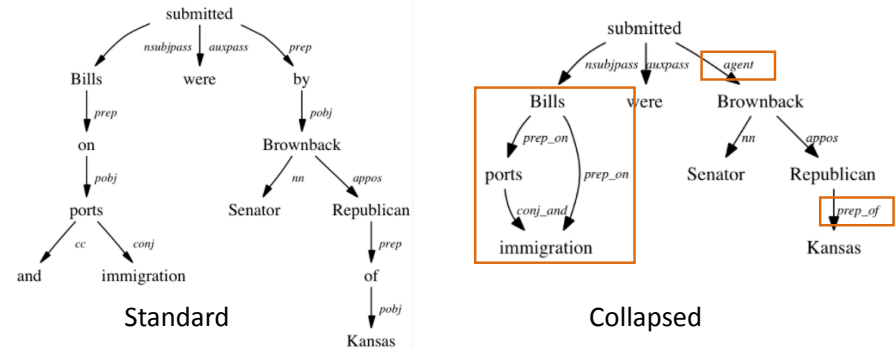 submitted
nsubjpass auxpass prep
Bills were by
prep pobj
on Brownback
pobj nn appos
ports Senator Republican
cc conj prep
and immigration of
pobj
Kansas
Standard
submitted
nsubjpass auxpass agent
Bills were Brownback
prep_on nn appos
ports prep_on Senator Republican
conj_and prep_of
immigration Kansas
Collapsed